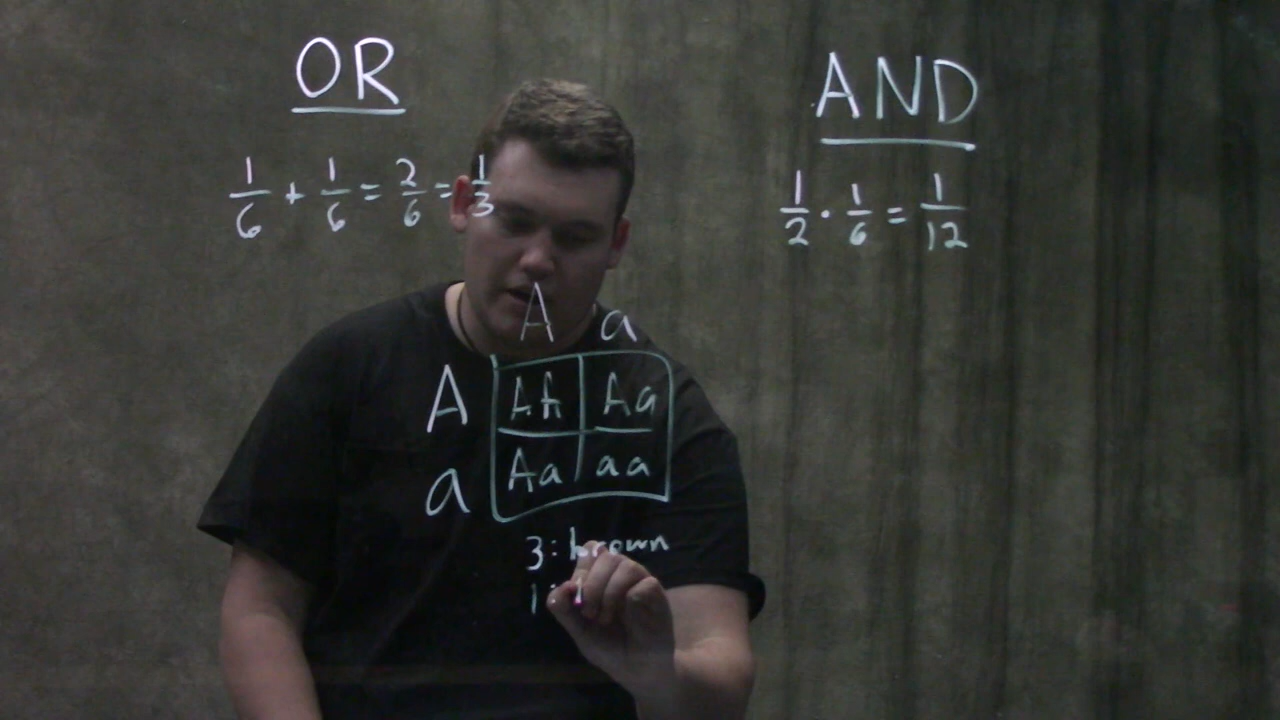 OR
AND
1/6 + 1/6 = 2/6 = 1/3
1/2 · 1/6 = 1/12
A a
A AA Aa
a Aa aa
3: brown
1: